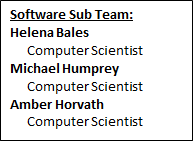 Software Sub Team:
Helena Bales
Computer Scientist
Michael Humprey
Computer Scientist
Amber Horvath
Computer Scientist